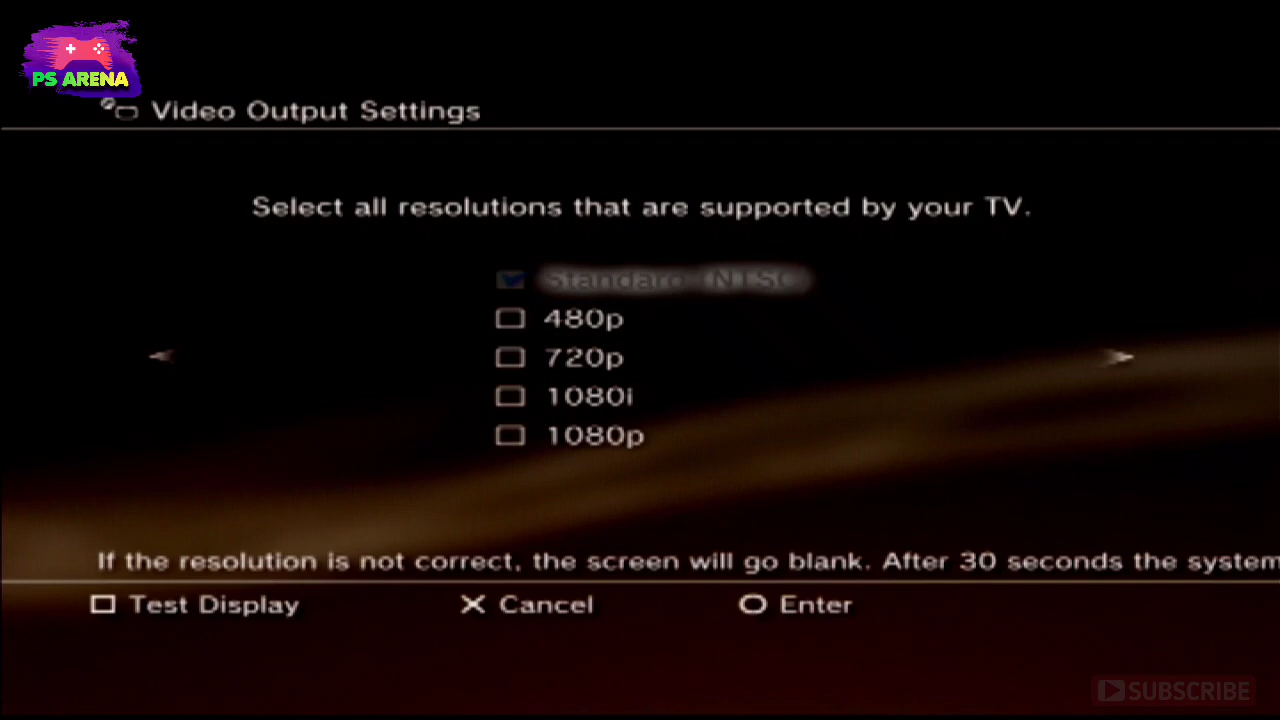 PS ARENA
Video Output Settings
Select all resolutions that are supported by your TV.
Standard (NTSC)
480p
720p
1080i
1080p
If the resolution is not correct, the screen will go blank. After 30 seconds the system
Test Display
Cancel
Enter
SUBSCRIBE